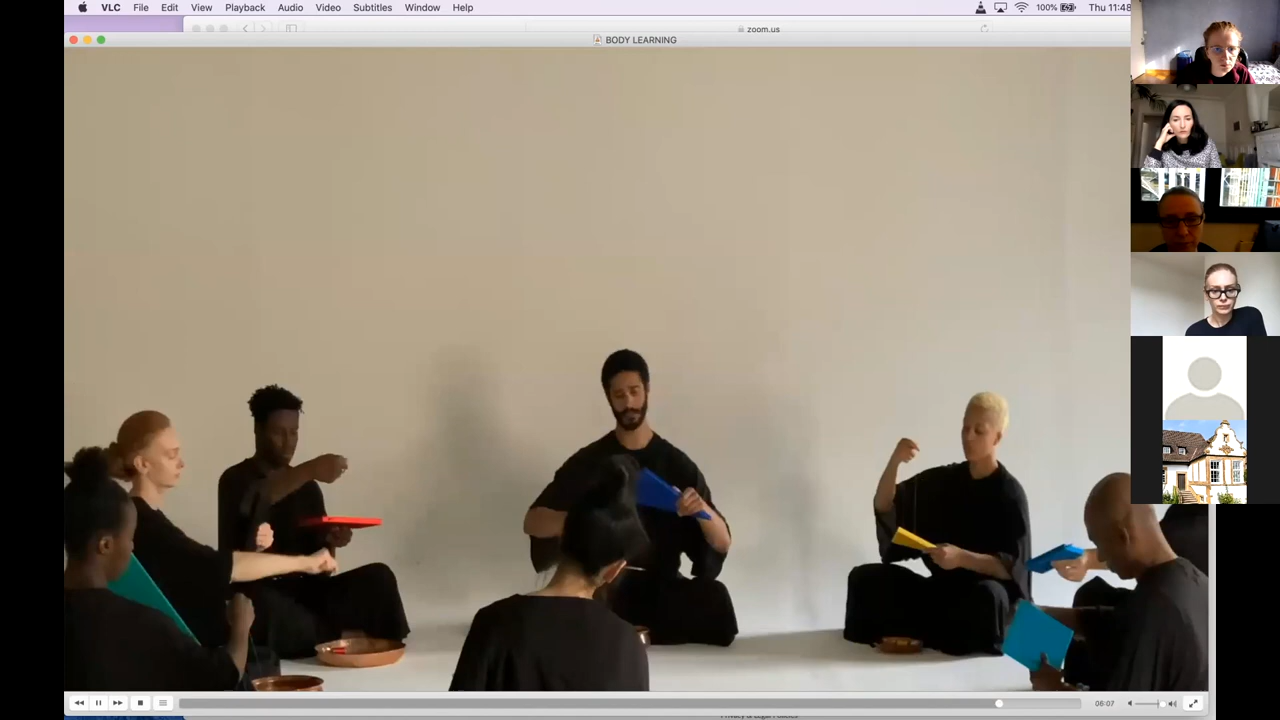 VLC File Edit View Playback Audio Video Subtitles Window Help 100% Thu 11:48
zoom.us
BODY LEARNING
06:07